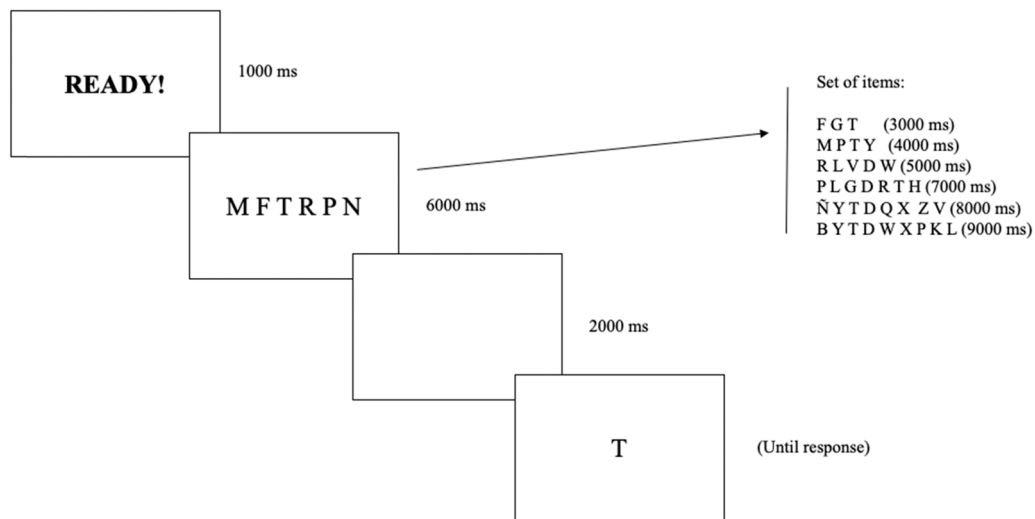 READY!
1000 ms
M F T R P N
6000 ms
2000 ms
T
(Until response)
Set of items:
F G T (3000 ms)
M P T Y (4000 ms)
R L V D W (5000 ms)
P L G D R T H (7000 ms)
Ñ Y T D Q X Z V (8000 ms)
B Y T D W X P K L (9000 ms)